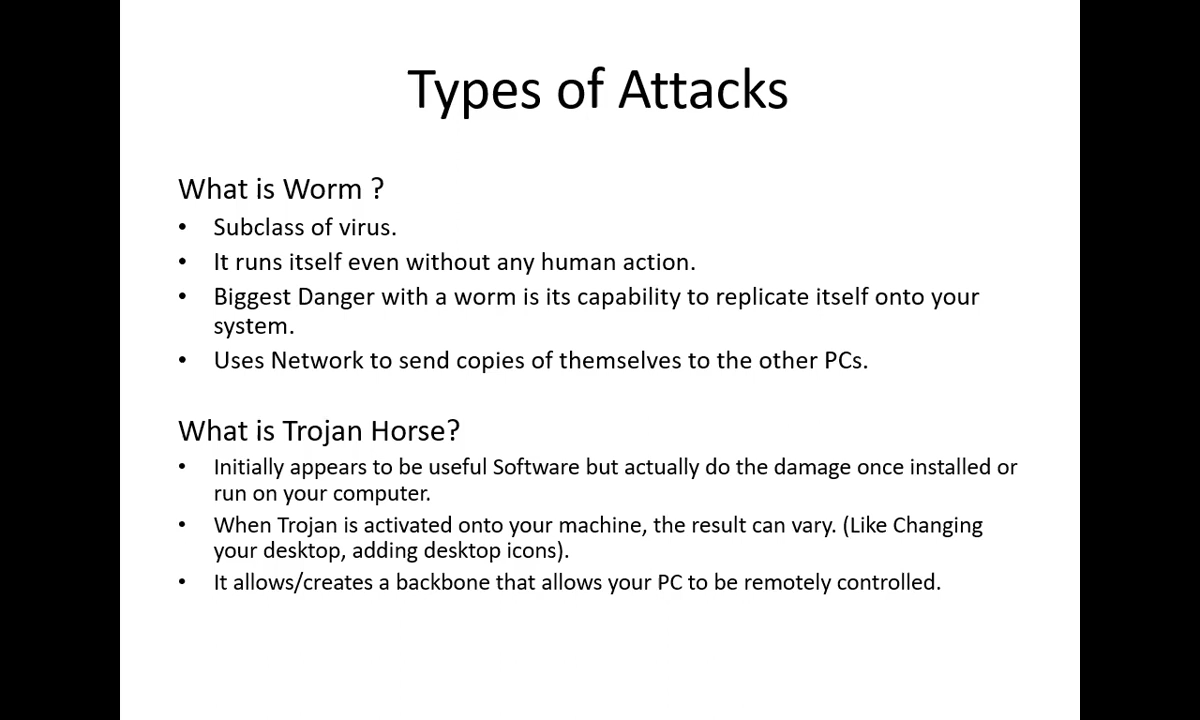 Types of Attacks
What is Worm ?
• Subclass of virus.
• It runs itself even without any human action.
• Biggest Danger with a worm is its capability to replicate itself onto your
system.
• Uses Network to send copies of themselves to the other PCs.
What is Trojan Horse?
• Initially appears to be useful Software but actually do the damage once installed or
run on your computer.
• When Trojan is activated onto your machine, the result can vary. (Like Changing
your desktop, adding desktop icons).
• It allows/creates a backbone that allows your PC to be remotely controlled.